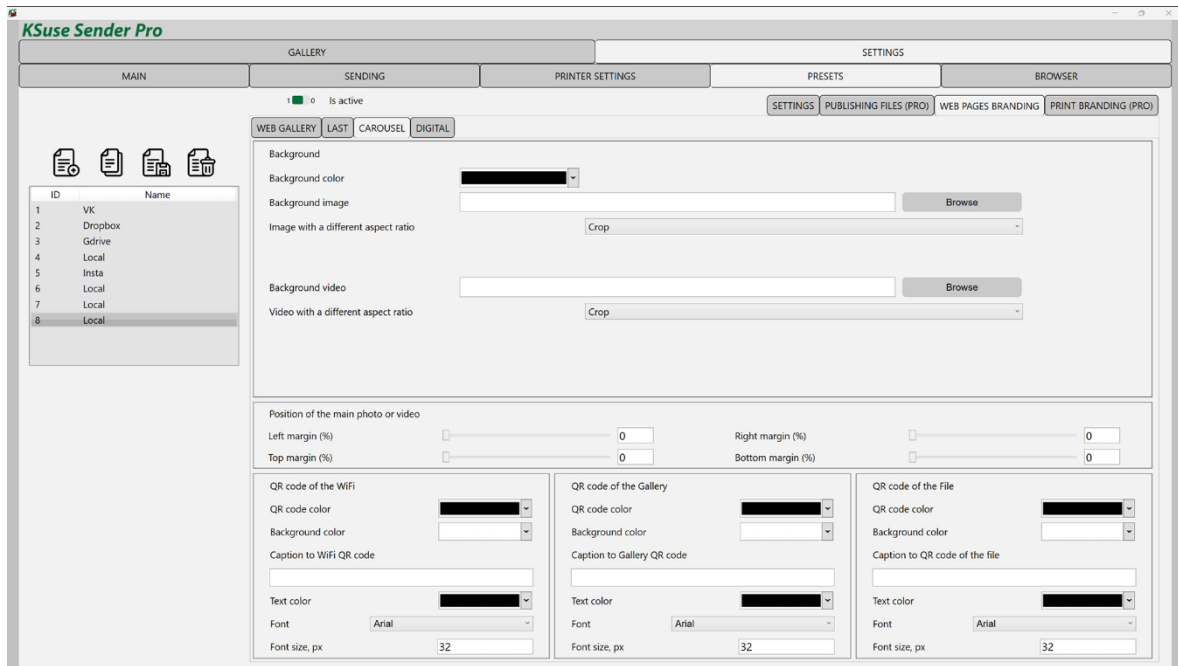 KSuse Sender Pro
GALLERY SETTINGS
MAIN SENDING PRINTER SETTINGS PRESETS BROWSER
1 0 Is active
SETTINGS PUBLISHING FILES (PRO) WEB PAGES BRANDING PRINT BRANDING (PRO)
WEB GALLERY LAST CAROUSEL DIGITAL
ID Name
1 VK
2 Dropbox
3 Gdrive
4 Local
5 Insta
6 Local
7 Local
8 Local
Background
Background color
Background image Browse
Image with a different aspect ratio Crop
Background video Browse
Video with a different aspect ratio Crop
Position of the main photo or video
Left margin (%) 0 Right margin (%) 0
Top margin (%) 0 Bottom margin (%) 0
QR code of the WiFi
QR code color
Background color
Caption to WiFi QR code
Text color
Font Arial
Font size, px 32
QR code of the Gallery
QR code color
Background color
Caption to Gallery QR code
Text color
Font Arial
Font size, px 32
QR code of the File
QR code color
Background color
Caption to QR code of the file
Text color
Font Arial
Font size, px 32